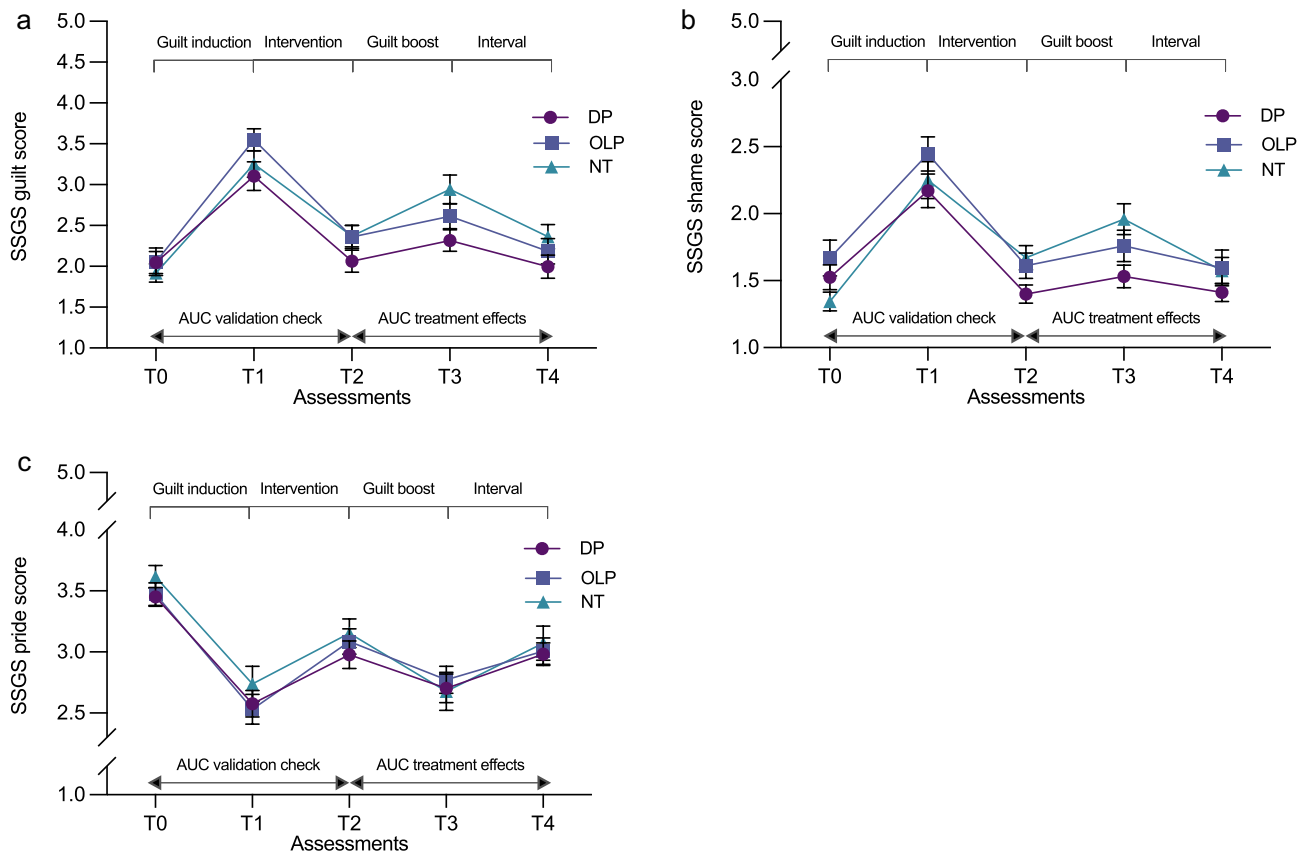 a
5.0
4.5
4.0
3.5
3.0
2.5
2.0
1.5
1.0
SSGS guilt score
Guilt induction Intervention Guilt boost Interval
DP
OLP
NT
AUC validation check AUC treatment effects
T0 T1 T2 T3 T4
Assessments
b
5.0
3.0
2.5
2.0
1.5
1.0
SSGS shame score
Guilt induction Intervention Guilt boost Interval
DP
OLP
NT
AUC validation check AUC treatment effects
T0 T1 T2 T3 T4
Assessments
c
5.0
4.0
3.5
3.0
2.5
1.0
SSGS pride score
Guilt induction Intervention Guilt boost Interval
DP
OLP
NT
AUC validation check AUC treatment effects
T0 T1 T2 T3 T4
Assessments